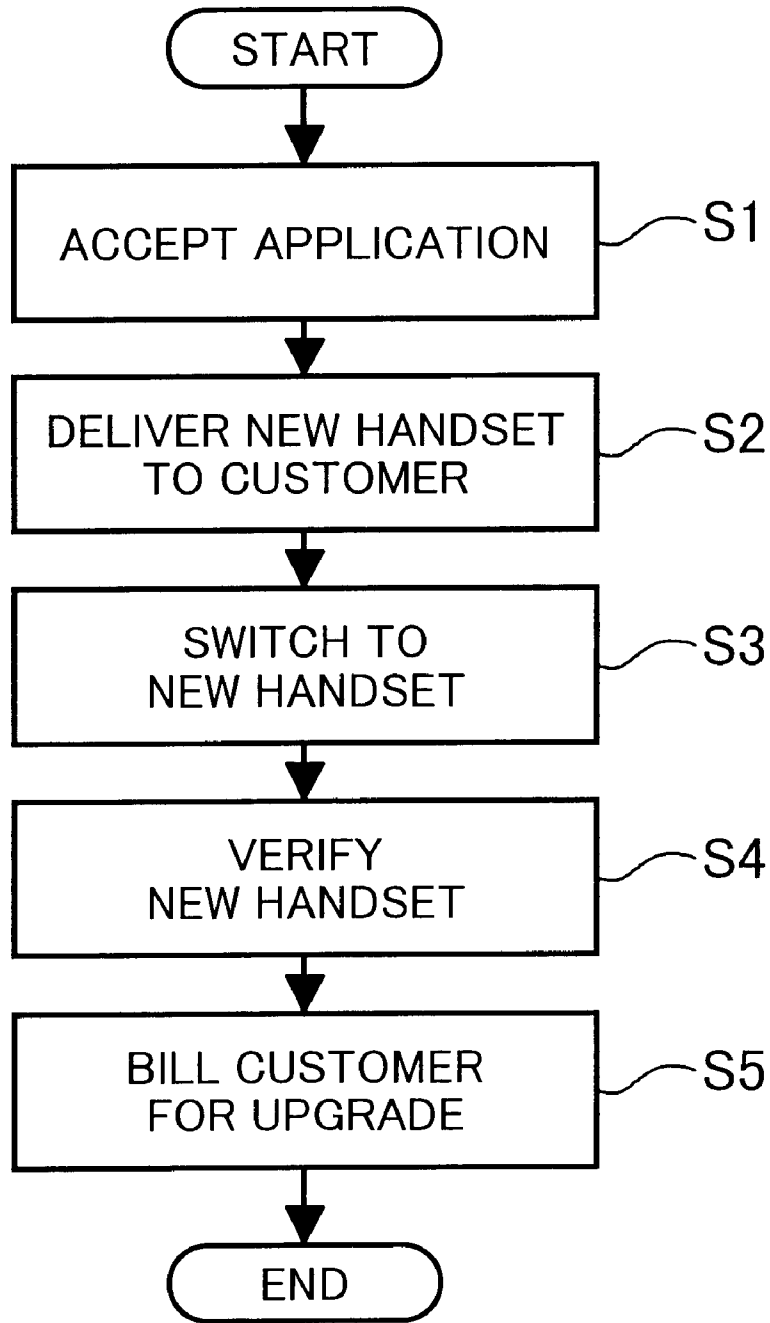 START
ACCEPT APPLICATION
S1
DELIVER NEW HANDSET
TO CUSTOMER
S2
SWITCH TO
NEW HANDSET
S3
VERIFY
NEW HANDSET
S4
BILL CUSTOMER
FOR UPGRADE
S5
END